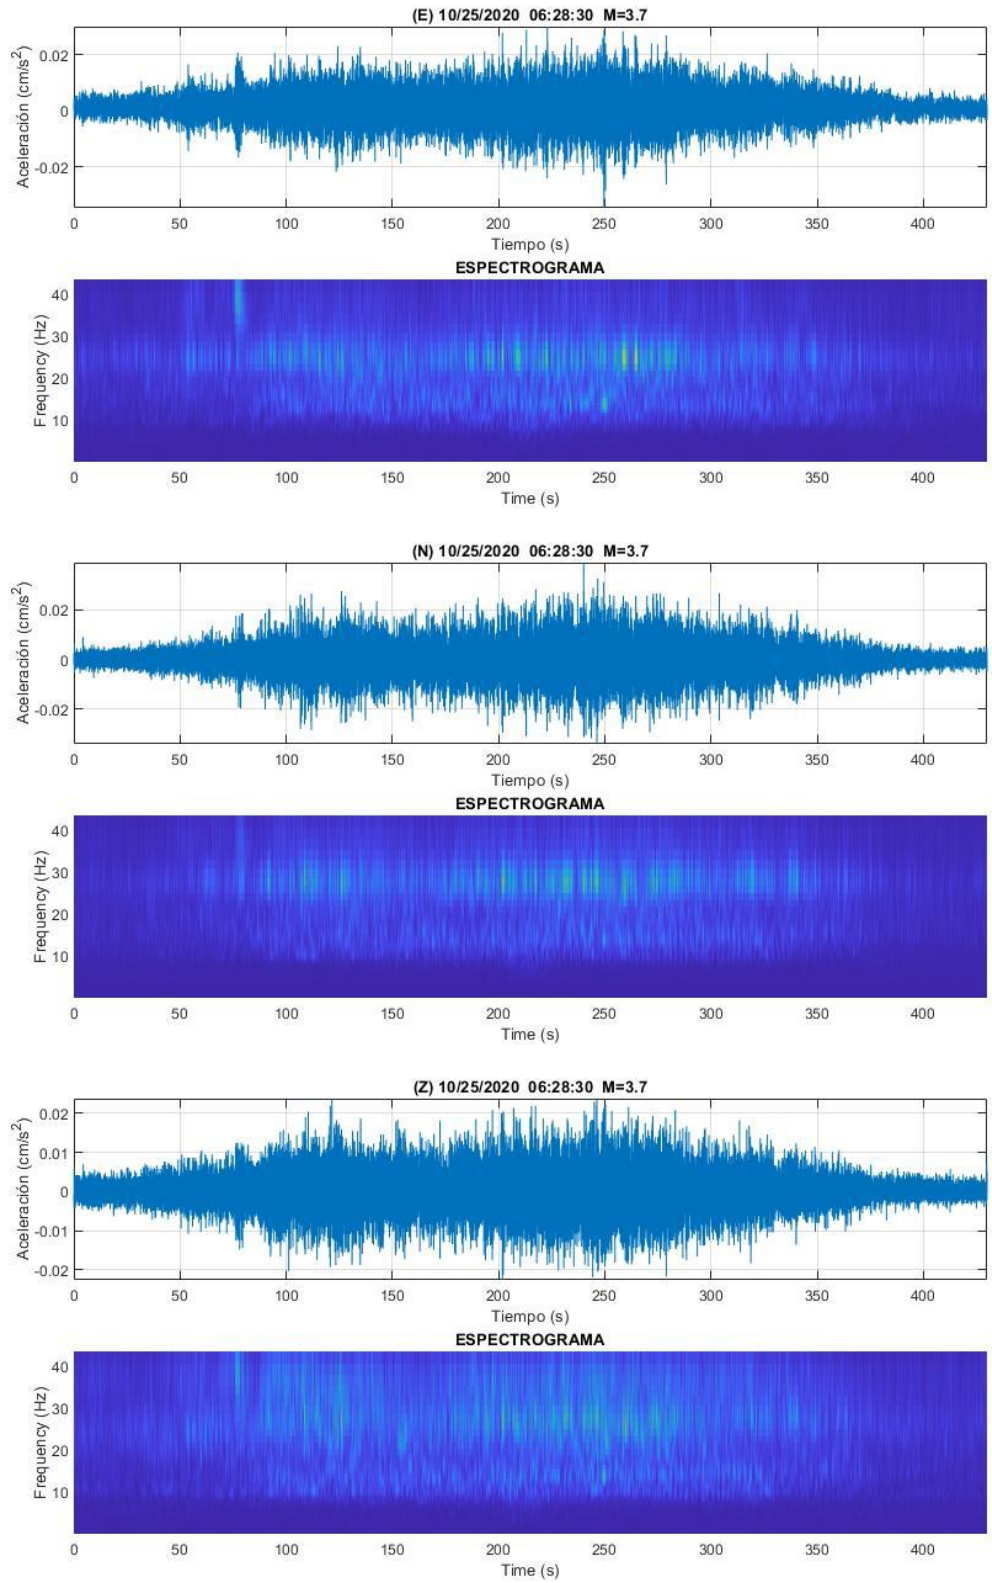 (E) 10/25/2020 06:28:30 M=3.7
Aceleración (cm/s²)
0.02
0
-0.02
0 50 100 150 200 250 300 350 400
Tiempo (s)
ESPECTROGRAMA
Frequency (Hz)
40
30
20
10
0 50 100 150 200 250 300 350 400
Time (s)
(N) 10/25/2020 06:28:30 M=3.7
Aceleración (cm/s²)
0.02
0
-0.02
0 50 100 150 200 250 300 350 400
Tiempo (s)
ESPECTROGRAMA
Frequency (Hz)
40
30
20
10
0 50 100 150 200 250 300 350 400
Time (s)
(Z) 10/25/2020 06:28:30 M=3.7
Aceleración (cm/s²)
0.02
0.01
0
-0.01
-0.02
0 50 100 150 200 250 300 350 400
Tiempo (s)
ESPECTROGRAMA
Frequency (Hz)
40
30
20
10
0 50 100 150 200 250 300 350 400
Time (s)